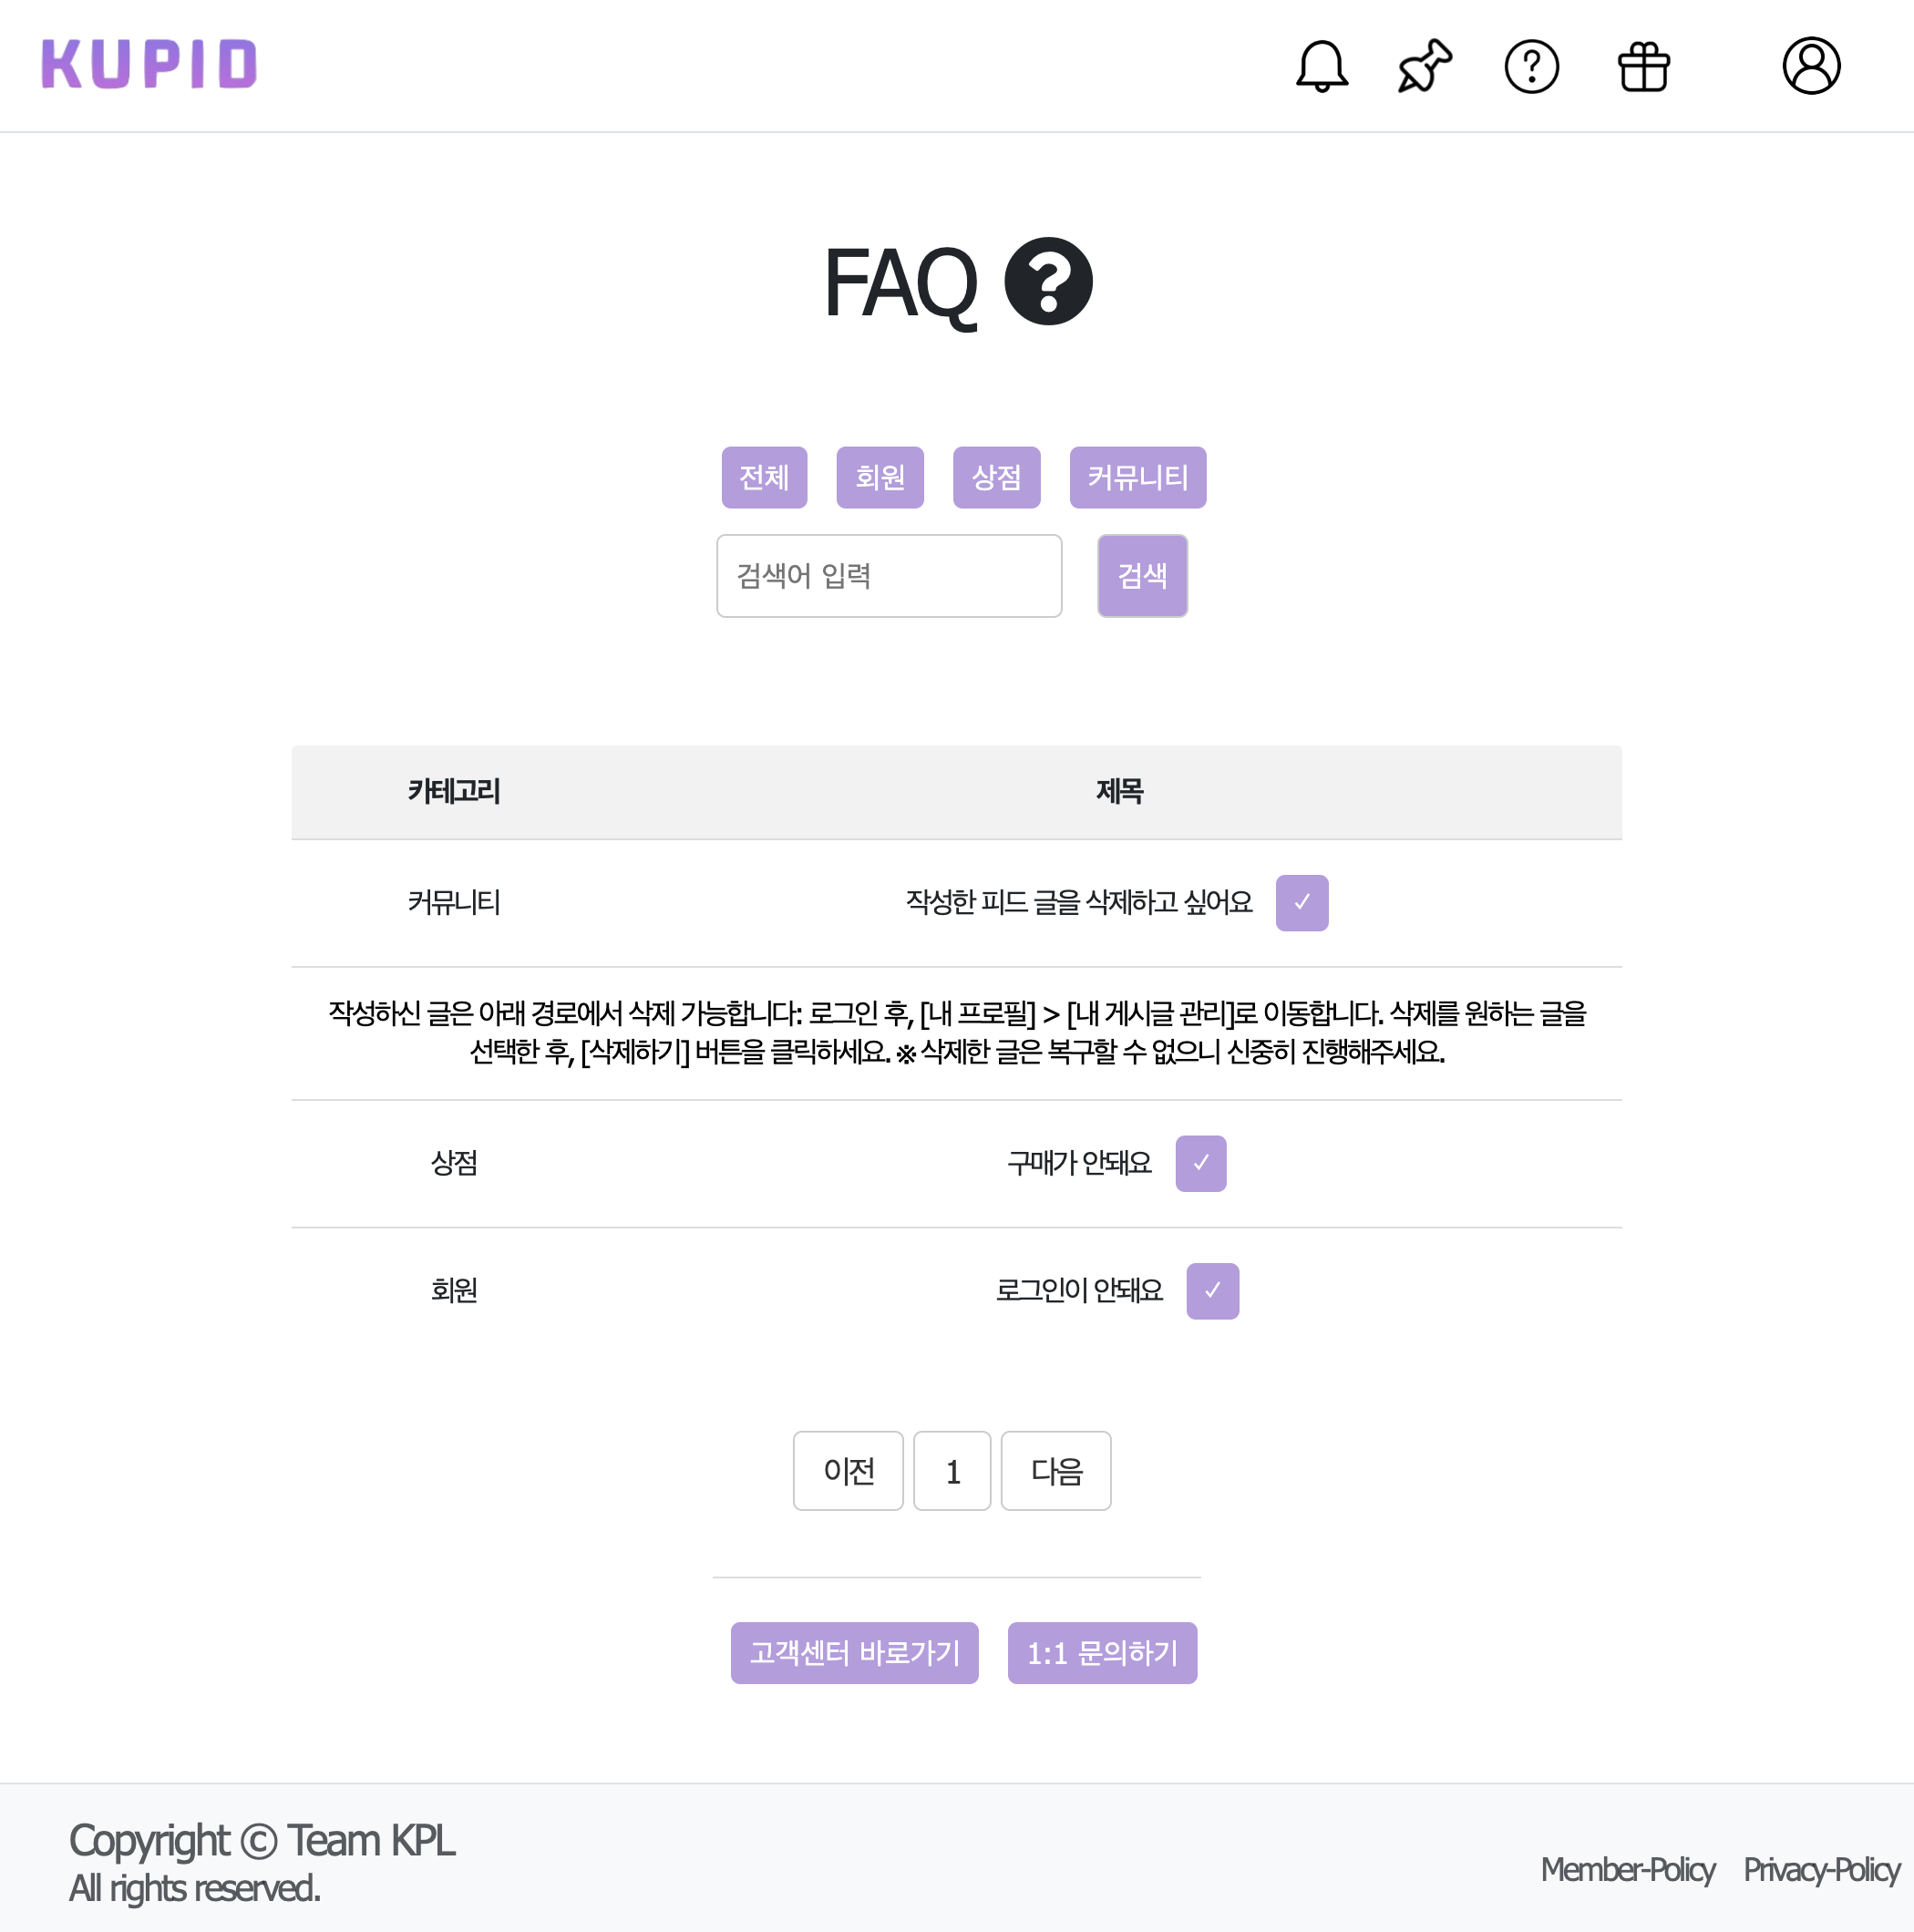 KUPID
FAQ
전체 회원 상점 커뮤니티
검색어 입력 검색
카테고리 제목
커뮤니티 작성한 피드 글을 삭제하고 싶어요 ✓
작성하신 글은 아래 경로에서 삭제 가능합니다: 로그인 후, [내 프로필] > [내 게시글 관리]로 이동합니다. 삭제를 원하는 글을
선택한 후, [삭제하기] 버튼을 클릭하세요. ※ 삭제한 글은 복구할 수 없으니 신중히 진행해주세요.
상점 구매가 안돼요 ✓
회원 로그인이 안돼요 ✓
이전 1 다음
고객센터 바로가기 1:1 문의하기
Copyright © Team KPL
All rights reserved.
Member-Policy Privacy-Policy